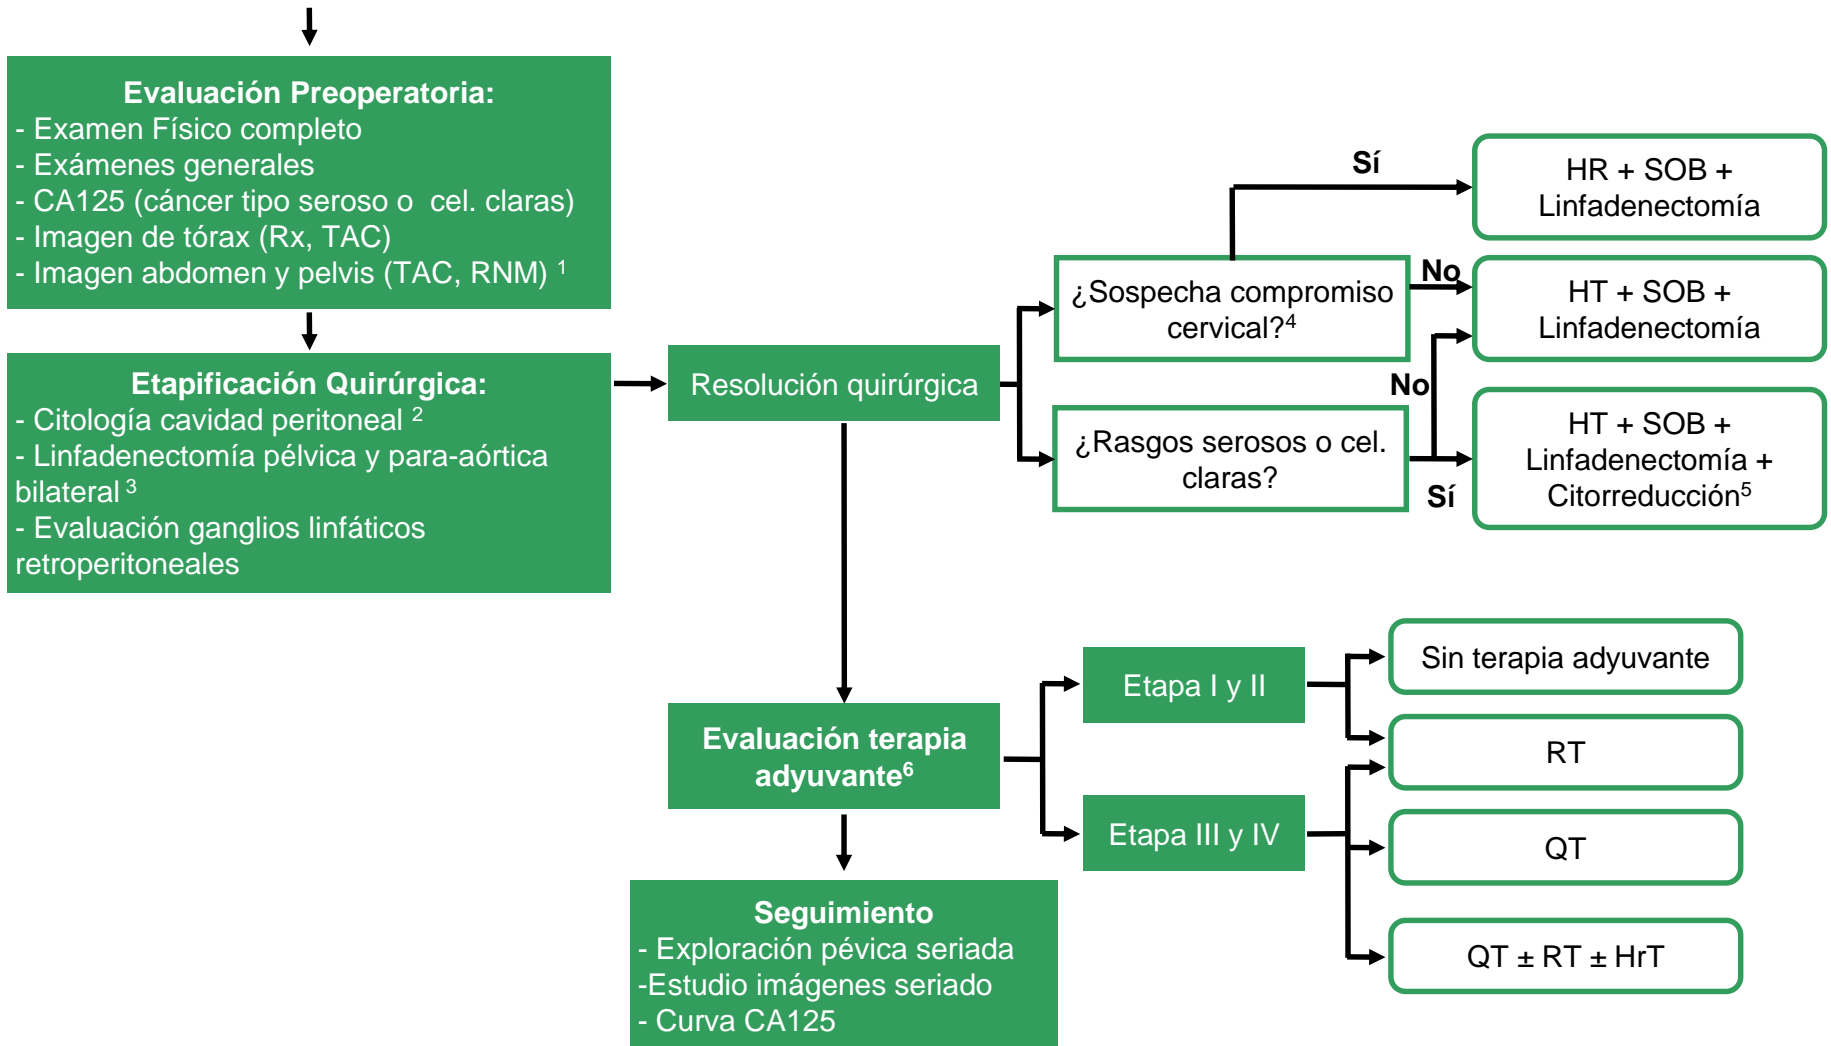 Evaluación Preoperatoria:
- Examen Físico completo
- Exámenes generales
- CA125 (cáncer tipo seroso o cel. claras)
- Imagen de tórax (Rx, TAC)
- Imagen abdomen y pelvis (TAC, RNM) 1
Etapificación Quirúrgica:
- Citología cavidad peritoneal 2
- Linfadenectomía pélvica y para-aórtica
bilateral 3
- Evaluación ganglios linfáticos
retroperitoneales
Resolución quirúrgica
¿Sospecha compromiso
cervical?4
Sí
HR + SOB +
Linfadenectomía
No
HT + SOB +
Linfadenectomía
¿Rasgos serosos o cel.
claras?
No
Sí
HT + SOB +
Linfadenectomía +
Citorreducción5
Evaluación terapia
adyuvante6
Etapa I y II
Sin terapia adyuvante
RT
Etapa III y IV
QT
QT ± RT ± HrT
Seguimiento
- Exploración pévica seriada
-Estudio imágenes seriado
- Curva CA125